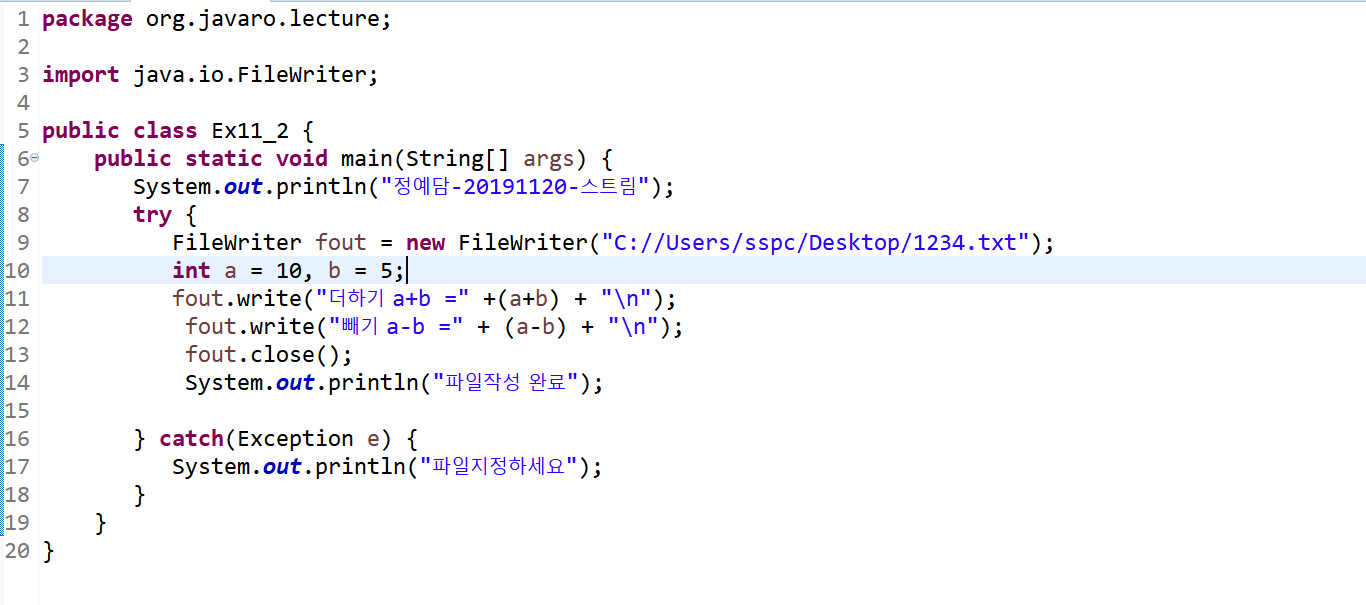 1 package org.javaro.lecture;
2
3 import java.io.FileWriter;
4
5 public class Ex11_2 {
6 public static void main(String[] args) {
7 System.out.println("정예담-20191120-스트림");
8 try {
9 FileWriter fout = new FileWriter("C://Users/sspc/Desktop/1234.txt");
10 int a = 10, b = 5;
11 fout.write("더하기 a+b =" +(a+b) + "\n");
12 fout.write("빼기 a-b =" + (a-b) + "\n");
13 fout.close();
14 System.out.println("파일작성 완료");
15
16 } catch(Exception e) {
17 System.out.println("파일지정하세요");
18 }
19 }
20 }